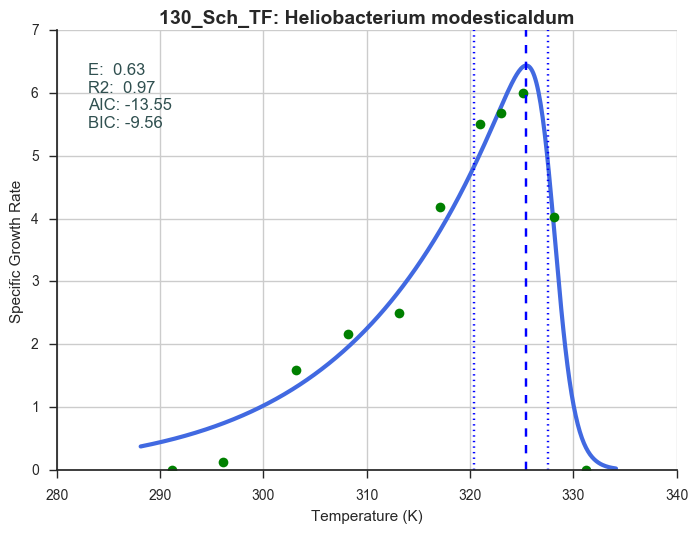 130_Sch_TF: Heliobacterium modesticaldum
E:  0.63
R2:  0.97
AIC: -13.55
BIC: -9.56
Specific Growth Rate
7
6
5
4
3
2
1
0
280 290 300 310 320 330 340
Temperature (K)